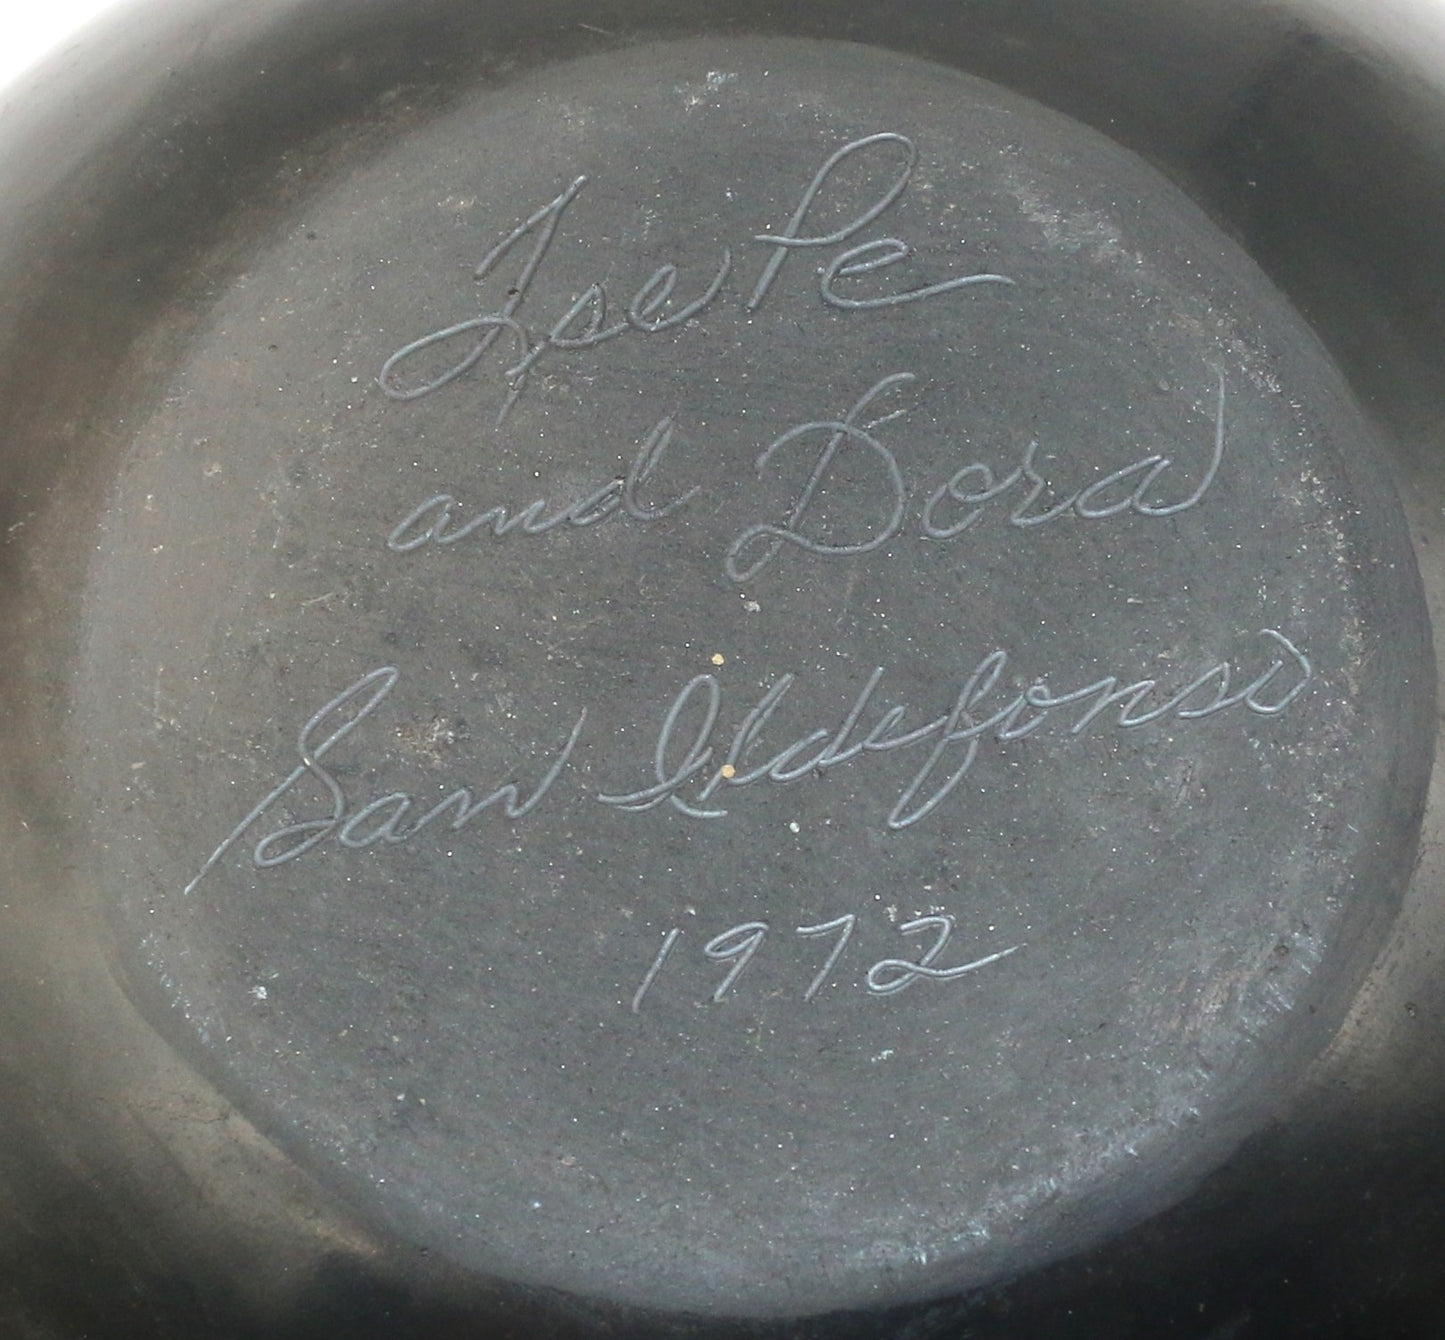 Tse Pe
and Dora
San Ildefonso
1972